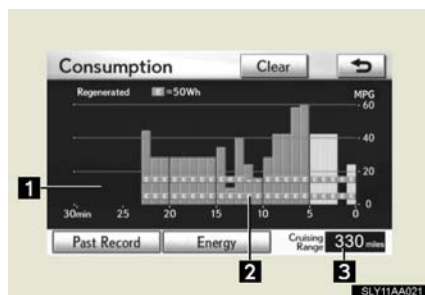 Consumption Clear
Regenerated E =50Wh MPG
60
40
20
0
1
30min 25 20 15 10 5 0
Past Record Energy Cruising Range 330 miles
2 3
SLY11AA021